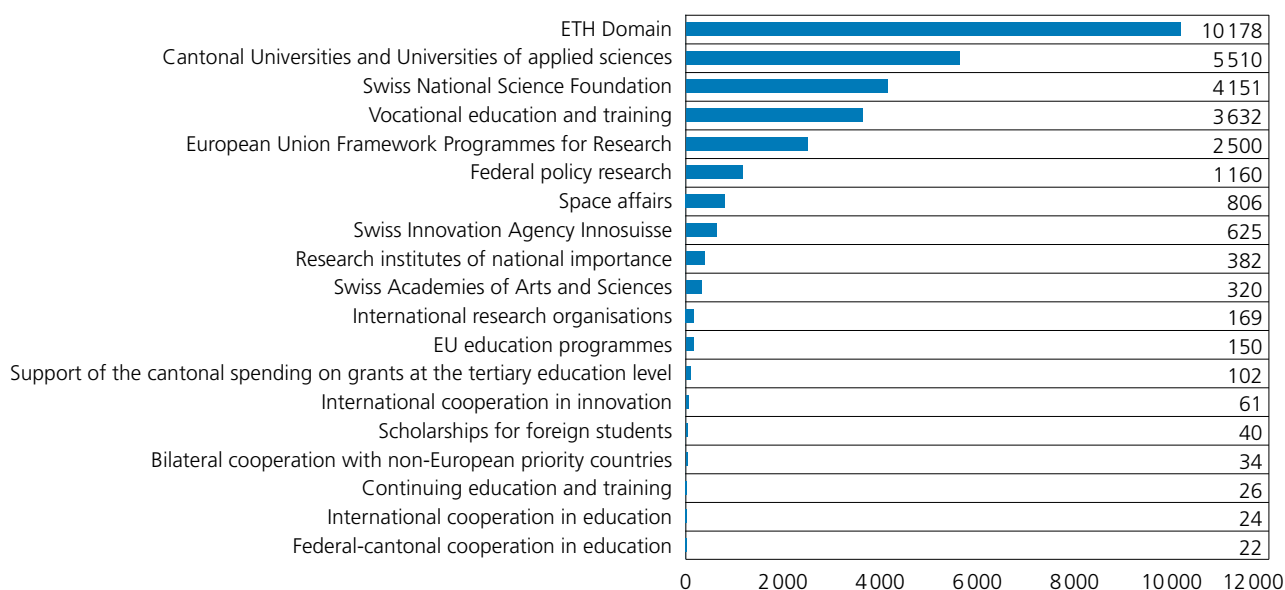 ETH Domain 10 178
Cantonal Universities and Universities of applied sciences 5 510
Swiss National Science Foundation 4 151
Vocational education and training 3 632
European Union Framework Programmes for Research 2 500
Federal policy research 1 160
Space affairs 806
Swiss Innovation Agency Innosuisse 625
Research institutes of national importance 382
Swiss Academies of Arts and Sciences 320
International research organisations 169
EU education programmes 150
Support of the cantonal spending on grants at the tertiary education level 102
International cooperation in innovation 61
Scholarships for foreign students 40
Bilateral cooperation with non-European priority countries 34
Continuing education and training 26
International cooperation in education 24
Federal-cantonal cooperation in education 22
0 2 000 4 000 6 000 8 000 10 000 12 000